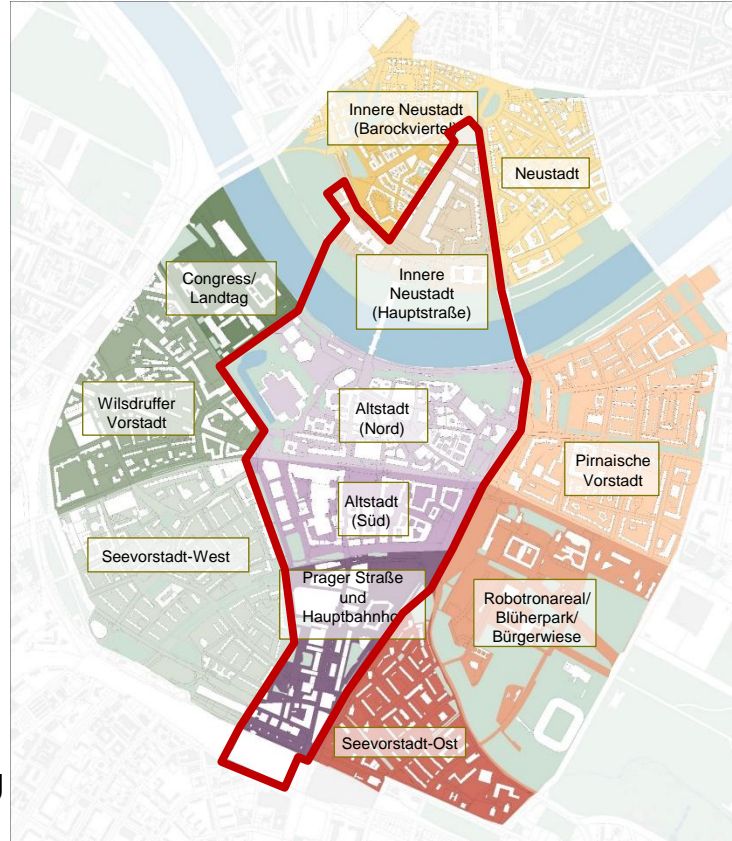 Innere Neustadt
(Barockviertel)
Neustadt
Congress/
Landtag
Innere
Neustadt
(Hauptstraße)
Wilsdruffer
Vorstadt
Altstadt
(Nord)
Pirnaische
Vorstadt
Altstadt
(Süd)
Seevorstadt-West
Prager Straße
und
Hauptbahnhof
Robotronareal/
Blüherpark/
Bürgerwiese
Seevorstadt-Ost
g